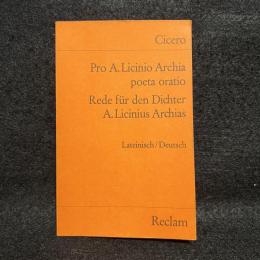 Cicero
Pro A. Licinio Archia
poeta oratio
Rede für den Dichter
A. Licinius Archias
Lateinisch/Deutsch
Reclam